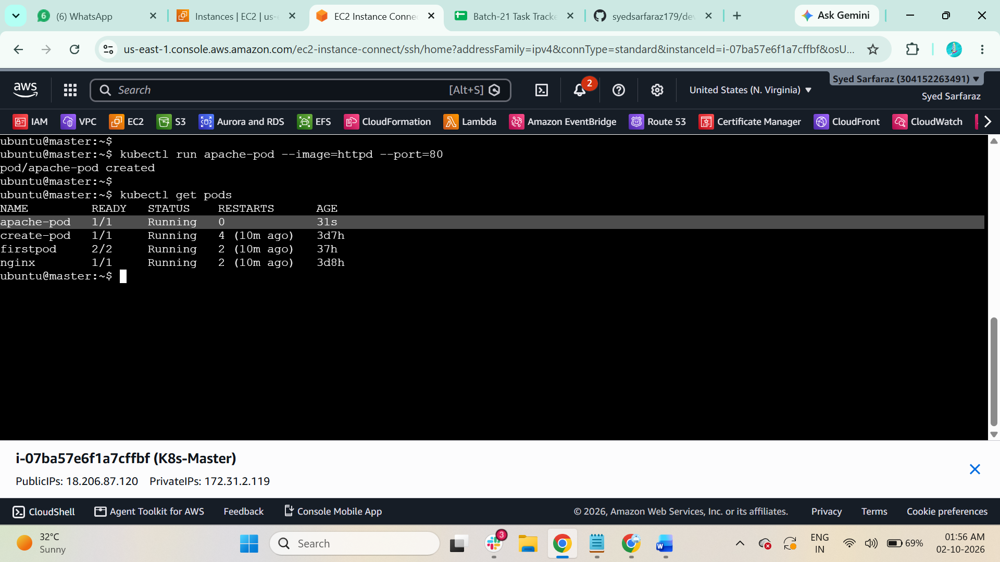 6 (6) WhatsApp
Instances | EC2 | us-
EC2 Instance Conne
Batch-21 Task Tracke
syedsarfaraz179/de
Ask Gemini
us-east-1.console.aws.amazon.com/ec2-instance-connect/ssh/home?addressFamily=ipv4&connType=standard&instanceId=i-07ba57e6f1a7cffbf&osU...
aws
Search
[Alt+S]
2
United States (N. Virginia) ▼
Syed Sarfaraz (304152263491) ▼
Syed Sarfaraz
IAM VPC EC2 S3 Aurora and RDS EFS CloudFormation Lambda Amazon EventBridge Route 53 Certificate Manager CloudFront CloudWatch
ubuntu@master:~$
ubuntu@master:~$ kubectl run apache-pod --image=httpd --port=80
pod/apache-pod created
ubuntu@master:~$
ubuntu@master:~$ kubectl get pods
NAME READY STATUS RESTARTS AGE
apache-pod 1/1 Running 0 31s
create-pod 1/1 Running 4 (10m ago) 3d7h
firstpod 2/2 Running 2 (10m ago) 37h
nginx 1/1 Running 2 (10m ago) 3d8h
ubuntu@master:~$
i-07ba57e6f1a7cffbf (K8s-Master)
PublicIPs: 18.206.87.120 PrivateIPs: 172.31.2.119
CloudShell Agent Toolkit for AWS Feedback Console Mobile App © 2026, Amazon Web Services, Inc. or its affiliates. Privacy Terms Cookie preferences
32°C
Sunny
Search
3
ENG
IN
69%
01:56 AM
02-10-2026